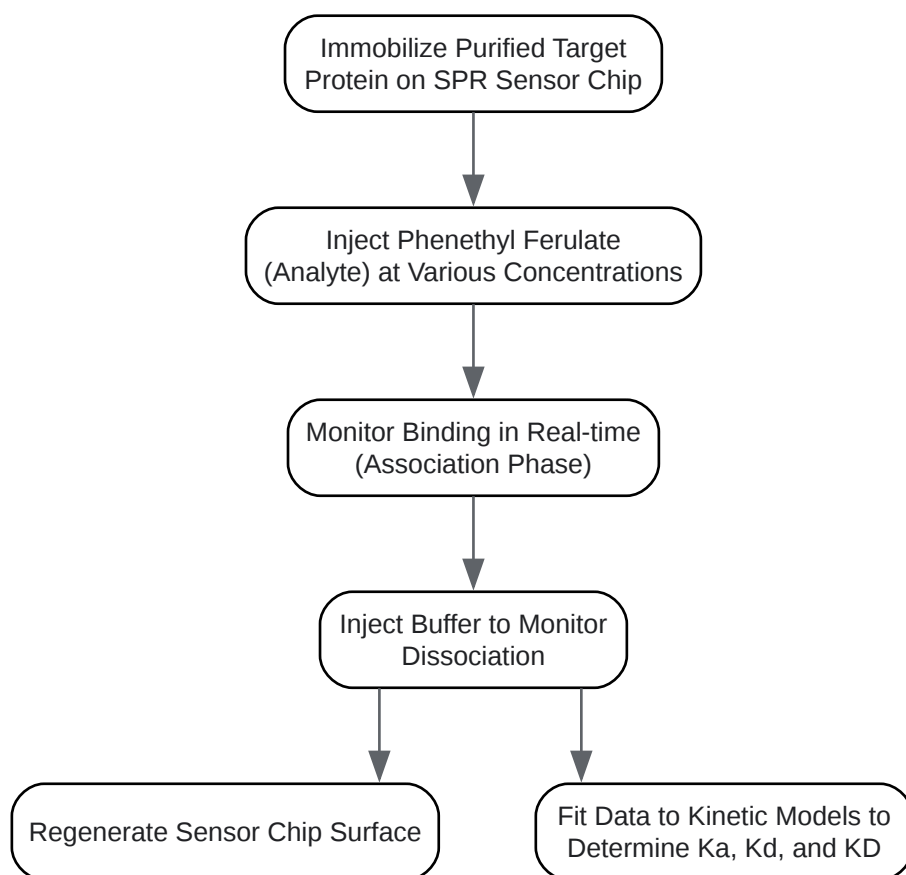 Immobilize Purified Target
Protein on SPR Sensor Chip
Inject Phenethyl Ferulate
(Analyte) at Various Concentrations
Monitor Binding in Real-time
(Association Phase)
Inject Buffer to Monitor
Dissociation
Regenerate Sensor Chip Surface
Fit Data to Kinetic Models to
Determine Ka, Kd, and KD